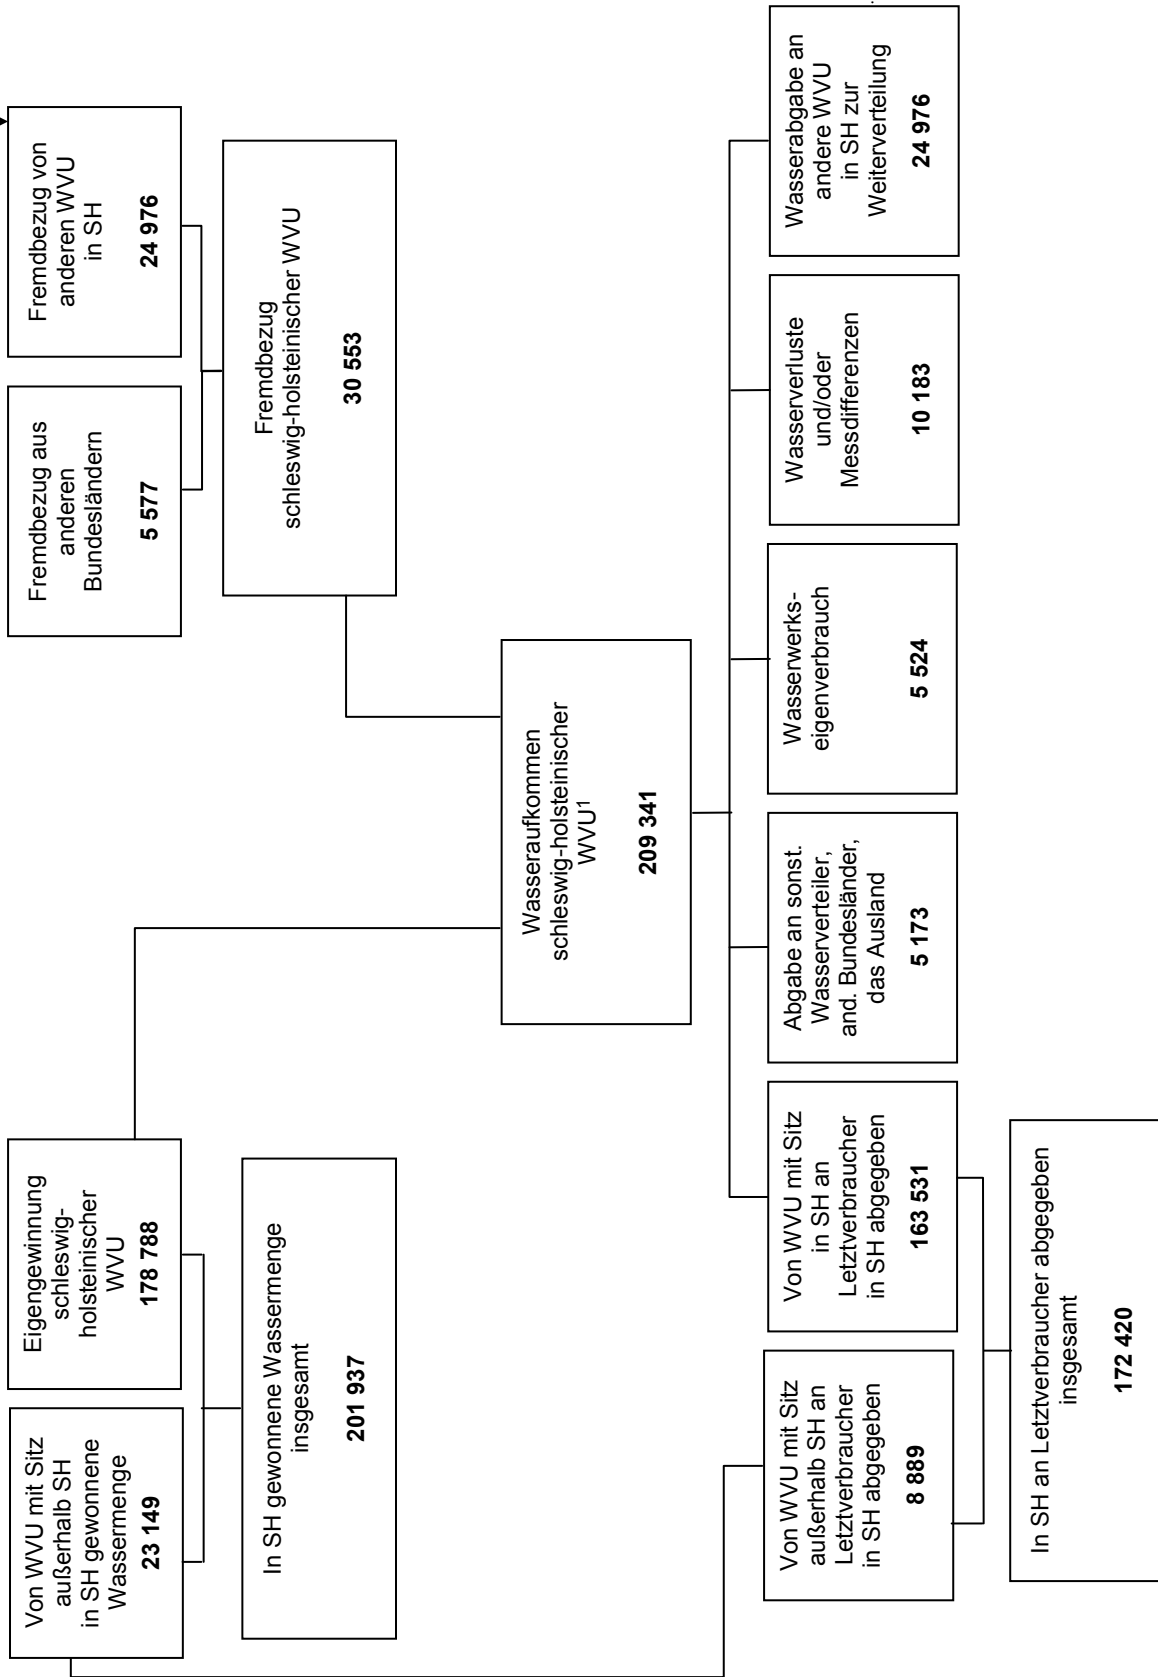 Von WVU mit Sitz
außerhalb SH
in SH gewonnene
Wassermenge
23 149
Eigengewinnung
schleswig-
holsteinischer
WVU
178 788
Fremdbezug aus
anderen
Bundesländern
5 577
Fremdbezug von
anderen WVU
in SH
24 976
In SH gewonnene Wassermenge
insgesamt
201 937
Fremdbezug
schleswig-holsteinischer WVU
30 553
Wasseraufkommen
schleswig-holsteinischer
WVU¹
209 341
Von WVU mit Sitz
außerhalb SH an
Letztverbraucher
in SH abgegeben
8 889
Von WVU mit Sitz
in SH an
Letztverbraucher
in SH abgegeben
163 531
Abgabe an sonst.
Wasserverteiler,
and. Bundesländer,
das Ausland
5 173
Wasserwerks-
eigenverbrauch
5 524
Wasserverluste
und/oder
Messdifferenzen
10 183
Wasserabgabe an
andere WVU
in SH zur
Weiterverteilung
24 976
In SH an Letztverbraucher abgegeben
insgesamt
172 420